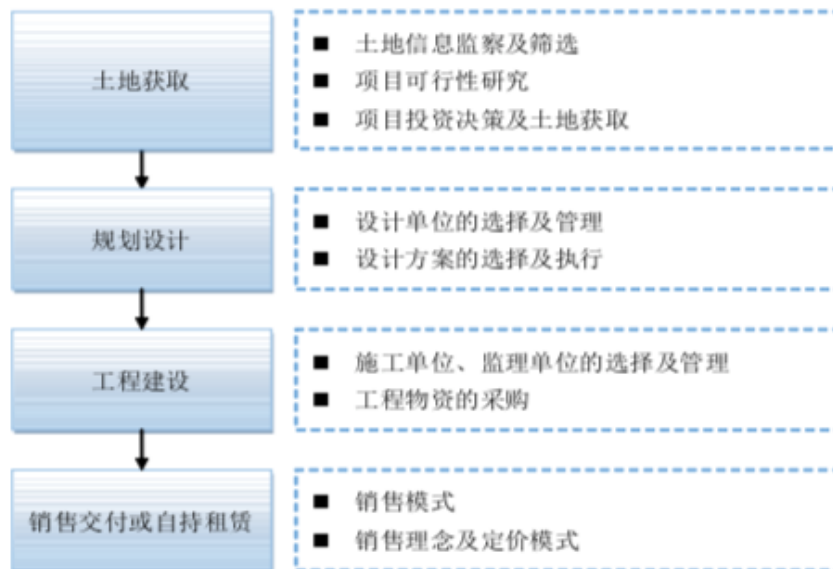 土地获取
土地信息监察及筛选
项目可行性研究
项目投资决策及土地获取
规划设计
设计单位的选择及管理
设计方案的选择及执行
工程建设
施工单位、监理单位的选择及管理
工程物资的采购
销售交付或自持租赁
销售模式
销售理念及定价模式